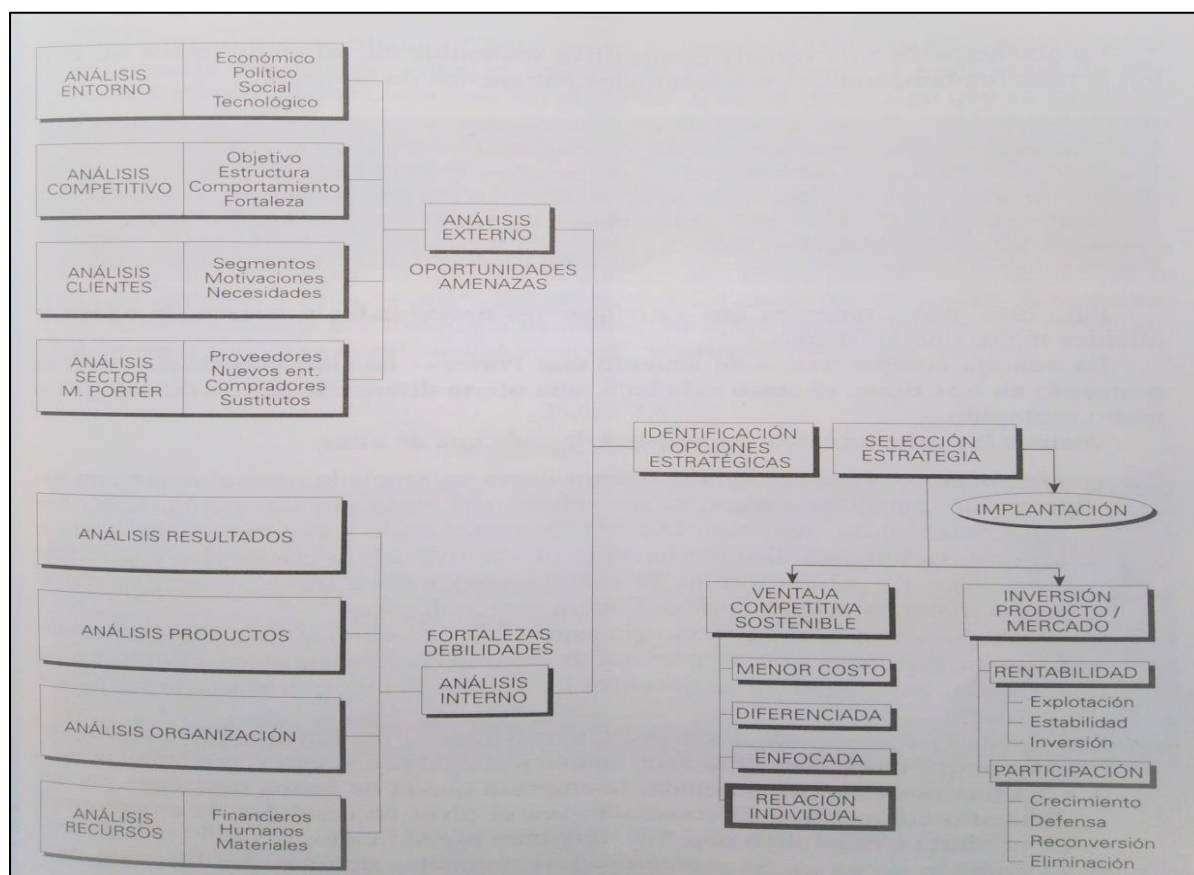 ANÁLISIS
ENTORNO
Económico
Político
Social
Tecnológico
ANÁLISIS
COMPETITIVO
Objetivo
Estructura
Comportamiento
Fortaleza
ANÁLISIS
CLIENTES
Segmentos
Motivaciones
Necesidades
ANÁLISIS
SECTOR
M. PORTER
Proveedores
Nuevos ent.
Compradores
Sustitutos
ANÁLISIS
EXTERNO
OPORTUNIDADES
AMENAZAS
ANÁLISIS RESULTADOS
ANÁLISIS PRODUCTOS
ANÁLISIS ORGANIZACIÓN
ANÁLISIS
RECURSOS
Financieros
Humanos
Materiales
FORTALEZAS
DEBILIDADES
ANÁLISIS
INTERNO
IDENTIFICACIÓN
OPCIONES
ESTRATÉGICAS
SELECCIÓN
ESTRATEGIA
IMPLANTACIÓN
VENTAJA
COMPETITIVA
SOSTENIBLE
MENOR COSTO
DIFERENCIADA
ENFOCADA
RELACIÓN
INDIVIDUAL
INVERSIÓN
PRODUCTO /
MERCADO
RENTABILIDAD
Explotación
Estabilidad
Inversión
PARTICIPACIÓN
Crecimiento
Defensa
Reconversión
Eliminación